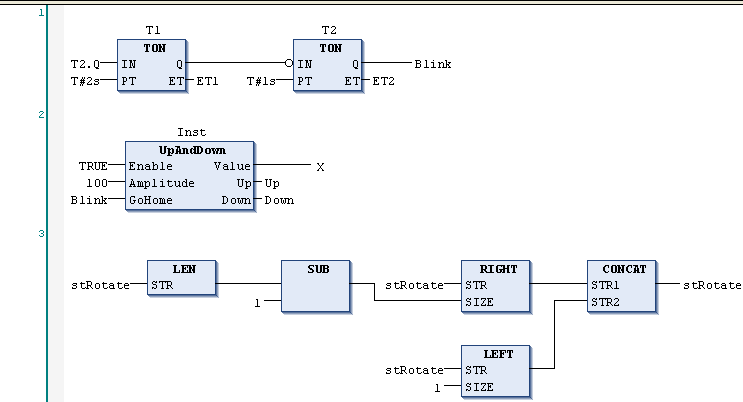 1
T1 T2
TON TON
T2.Q IN Q IN Q Blink
T#2s PT ET ET1 T#1s PT ET ET2
2
Inst
UpAndDown
TRUE Enable Value X
100 Amplitude Up Up
Blink GoHome Down Down
3
LEN SUB RIGHT CONCAT
stRotate STR stRotate STR STR1 stRotate
1 SIZE STR2
LEFT
stRotate STR
1 SIZE